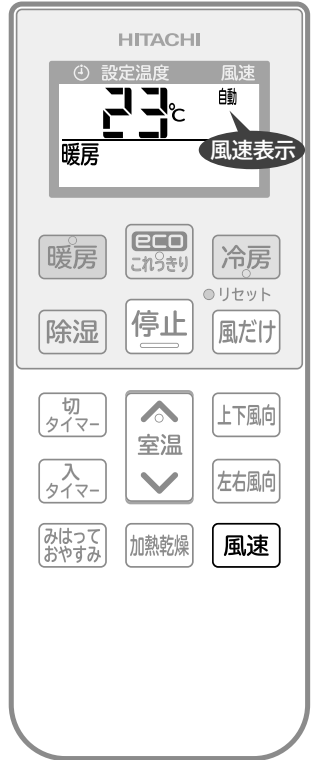 HITACHI
設定温度 風速
23℃ 自動
暖房
風速表示
暖房 eco これっきり 冷房
リセット
除湿 停止 風だけ
切タイマー 上下風向
室温
入タイマー 左右風向
みはっておやすみ 加熱乾燥 風速